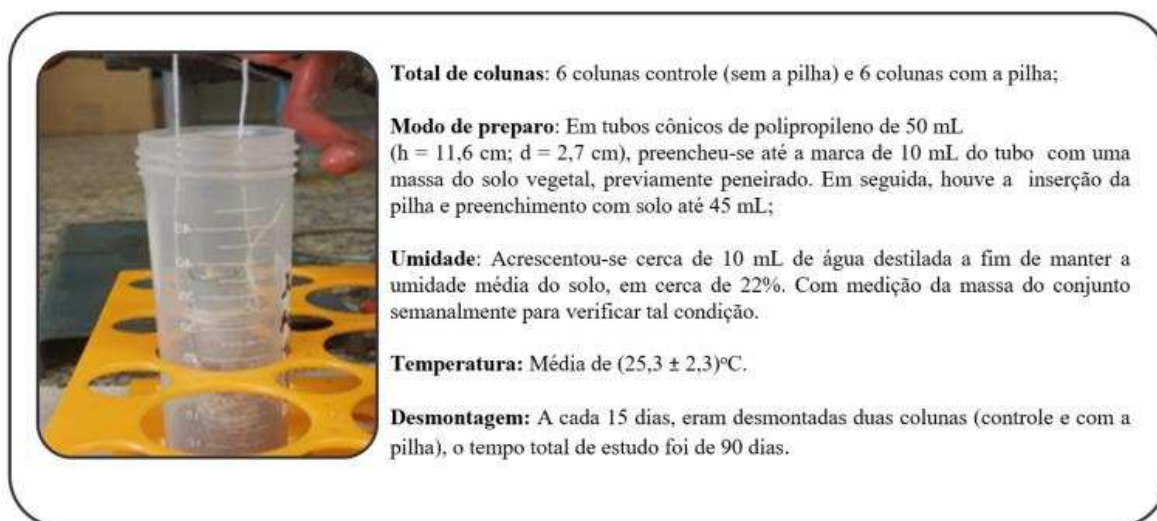 Total de colunas: 6 colunas controle (sem a pilha) e 6 colunas com a pilha;
Modo de preparo: Em tubos cônicos de polipropileno de 50 mL
(h = 11,6 cm; d = 2,7 cm), preencheu-se até a marca de 10 mL do tubo com uma
massa do solo vegetal, previamente peneirado. Em seguida, houve a inserção da
pilha e preenchimento com solo até 45 mL;
Umidade: Acrescentou-se cerca de 10 mL de água destilada a fim de manter a
umidade média do solo, em cerca de 22%. Com medição da massa do conjunto
semanalmente para verificar tal condição.
Temperatura: Média de (25,3 ± 2,3)ºC.
Desmontagem: A cada 15 dias, eram desmontadas duas colunas (controle e com a
pilha), o tempo total de estudo foi de 90 dias.